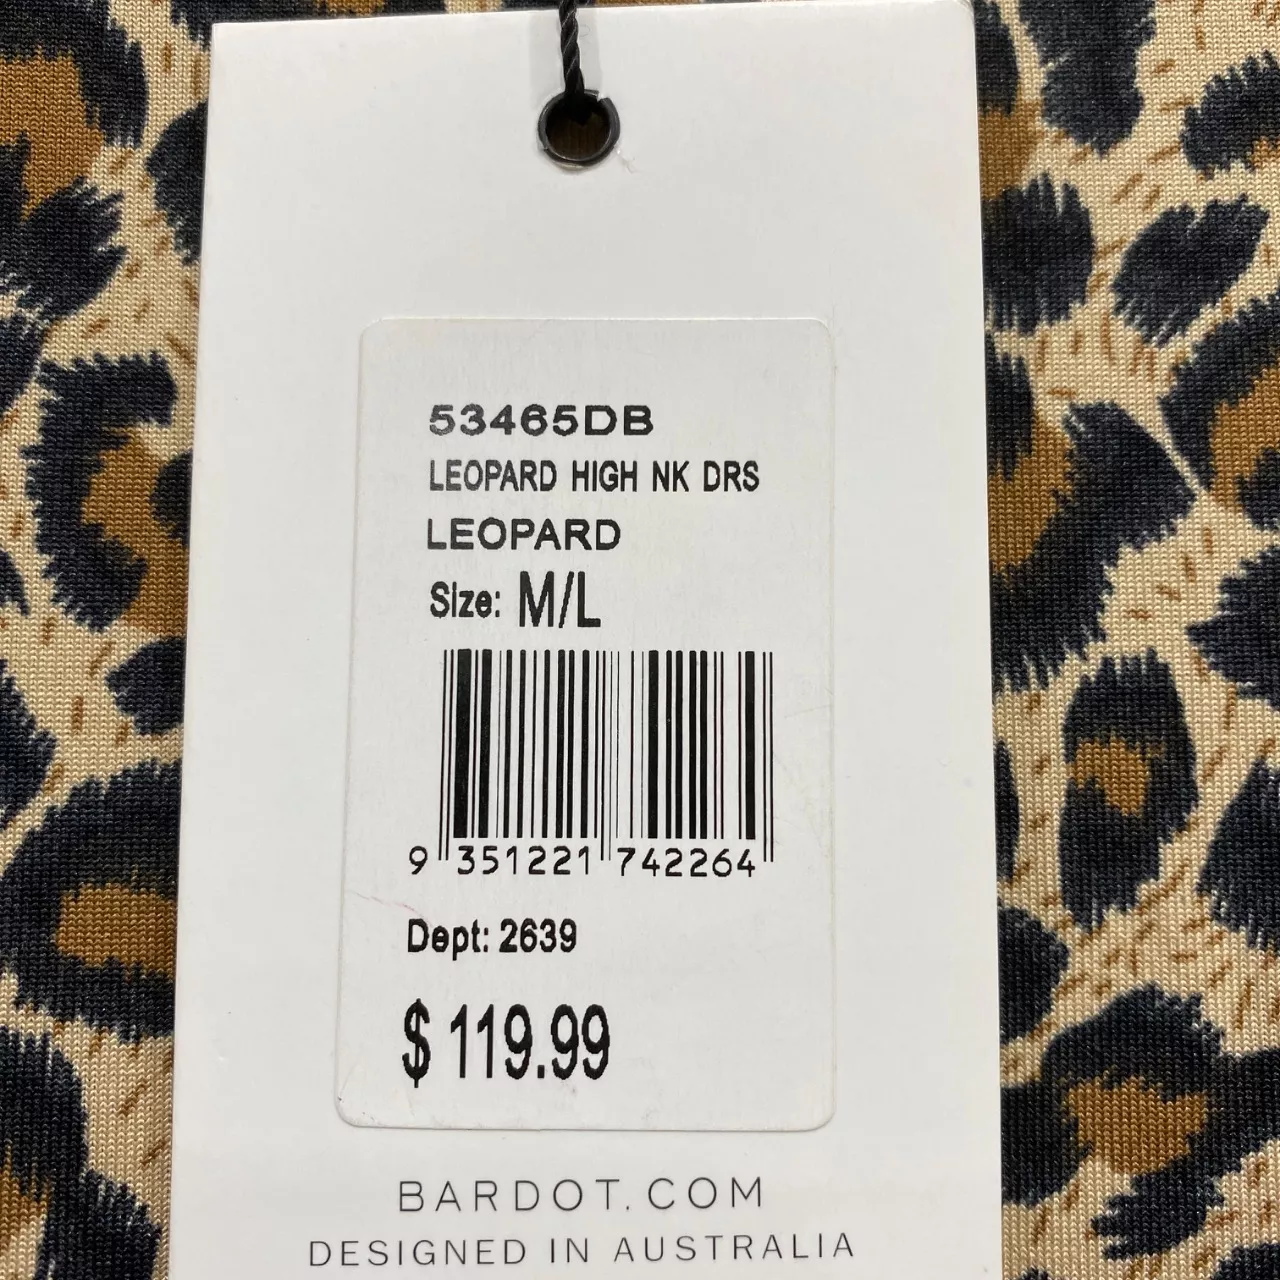 53465DB
LEOPARD HIGH NK DRS
LEOPARD
Size: M/L
9 351221 742264
Dept: 2639
$ 119.99
BARDOT.COM
DESIGNED IN AUSTRALIA